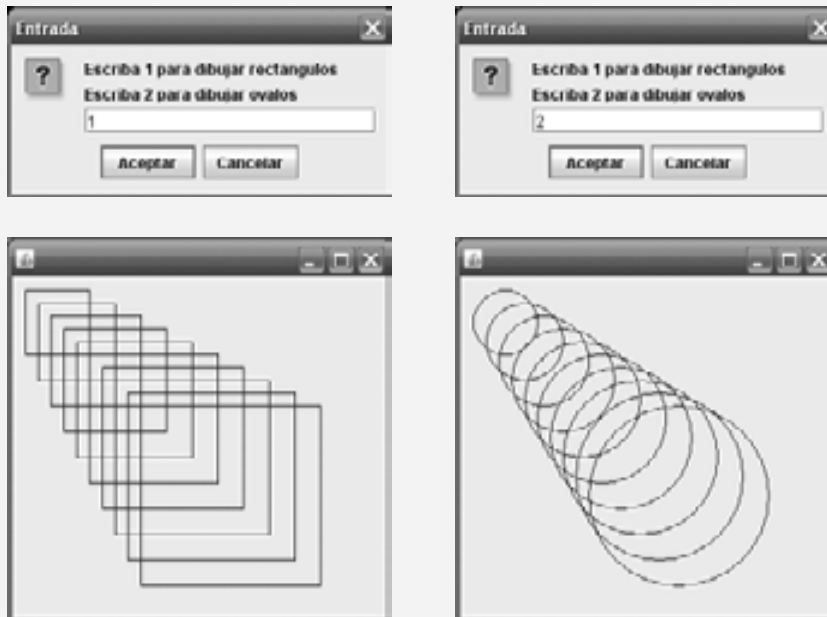 Entrada
Escriba 1 para dibujar rectangulos
Escriba 2 para dibujar ovalos
1
Aceptar Cancelar
Entrada
Escriba 1 para dibujar rectangulos
Escriba 2 para dibujar ovalos
2
Aceptar Cancelar